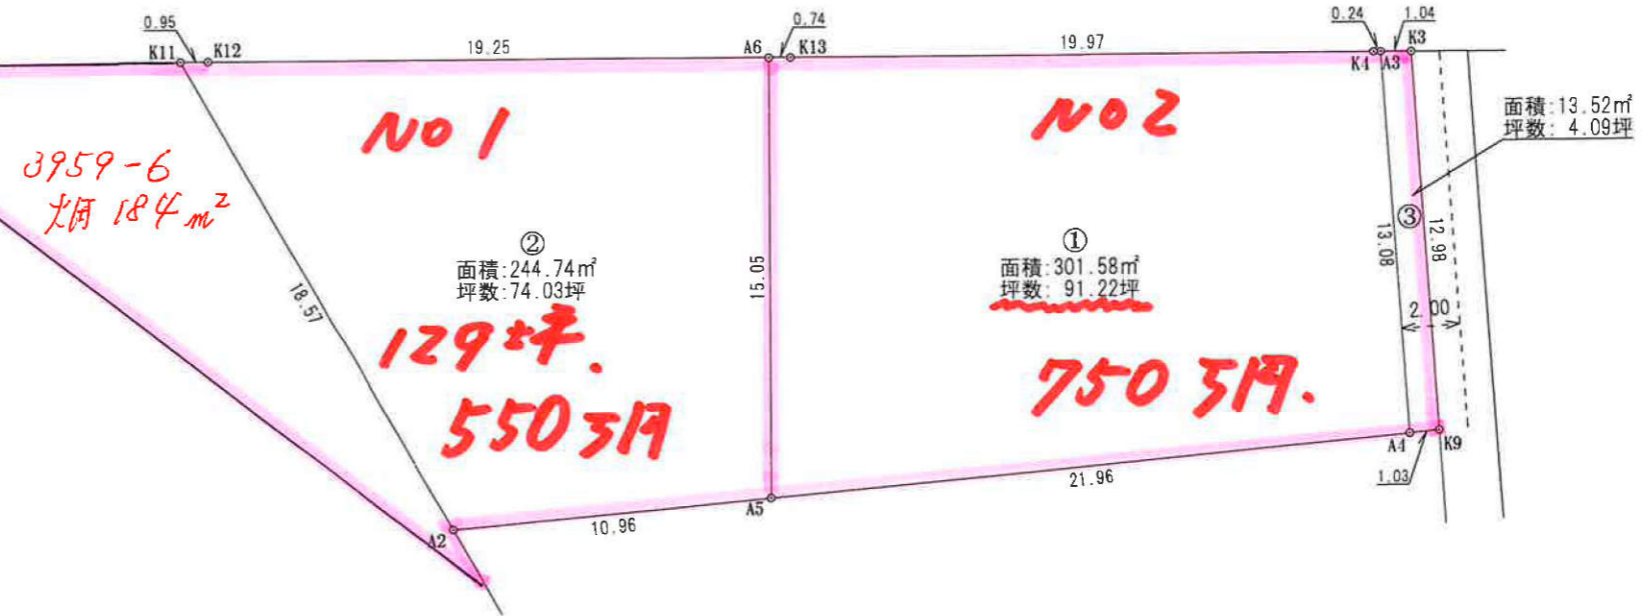 0.95
K11
K12
19.25
A6
0.74
K13
19.97
0.24
1.04
K4
A3
K3
面積:13.52㎡
坪数: 4.09坪
NO 1
NO 2
3959-6
畑 184 m²
②
面積:244.74㎡
坪数:74.03坪
129坪.
550万円
18.57
15.05
①
面積:301.58㎡
坪数: 91.22坪
750万円.
13.08
③
12.98
2.00
A2
10.96
A5
21.96
A4
K9
1.03